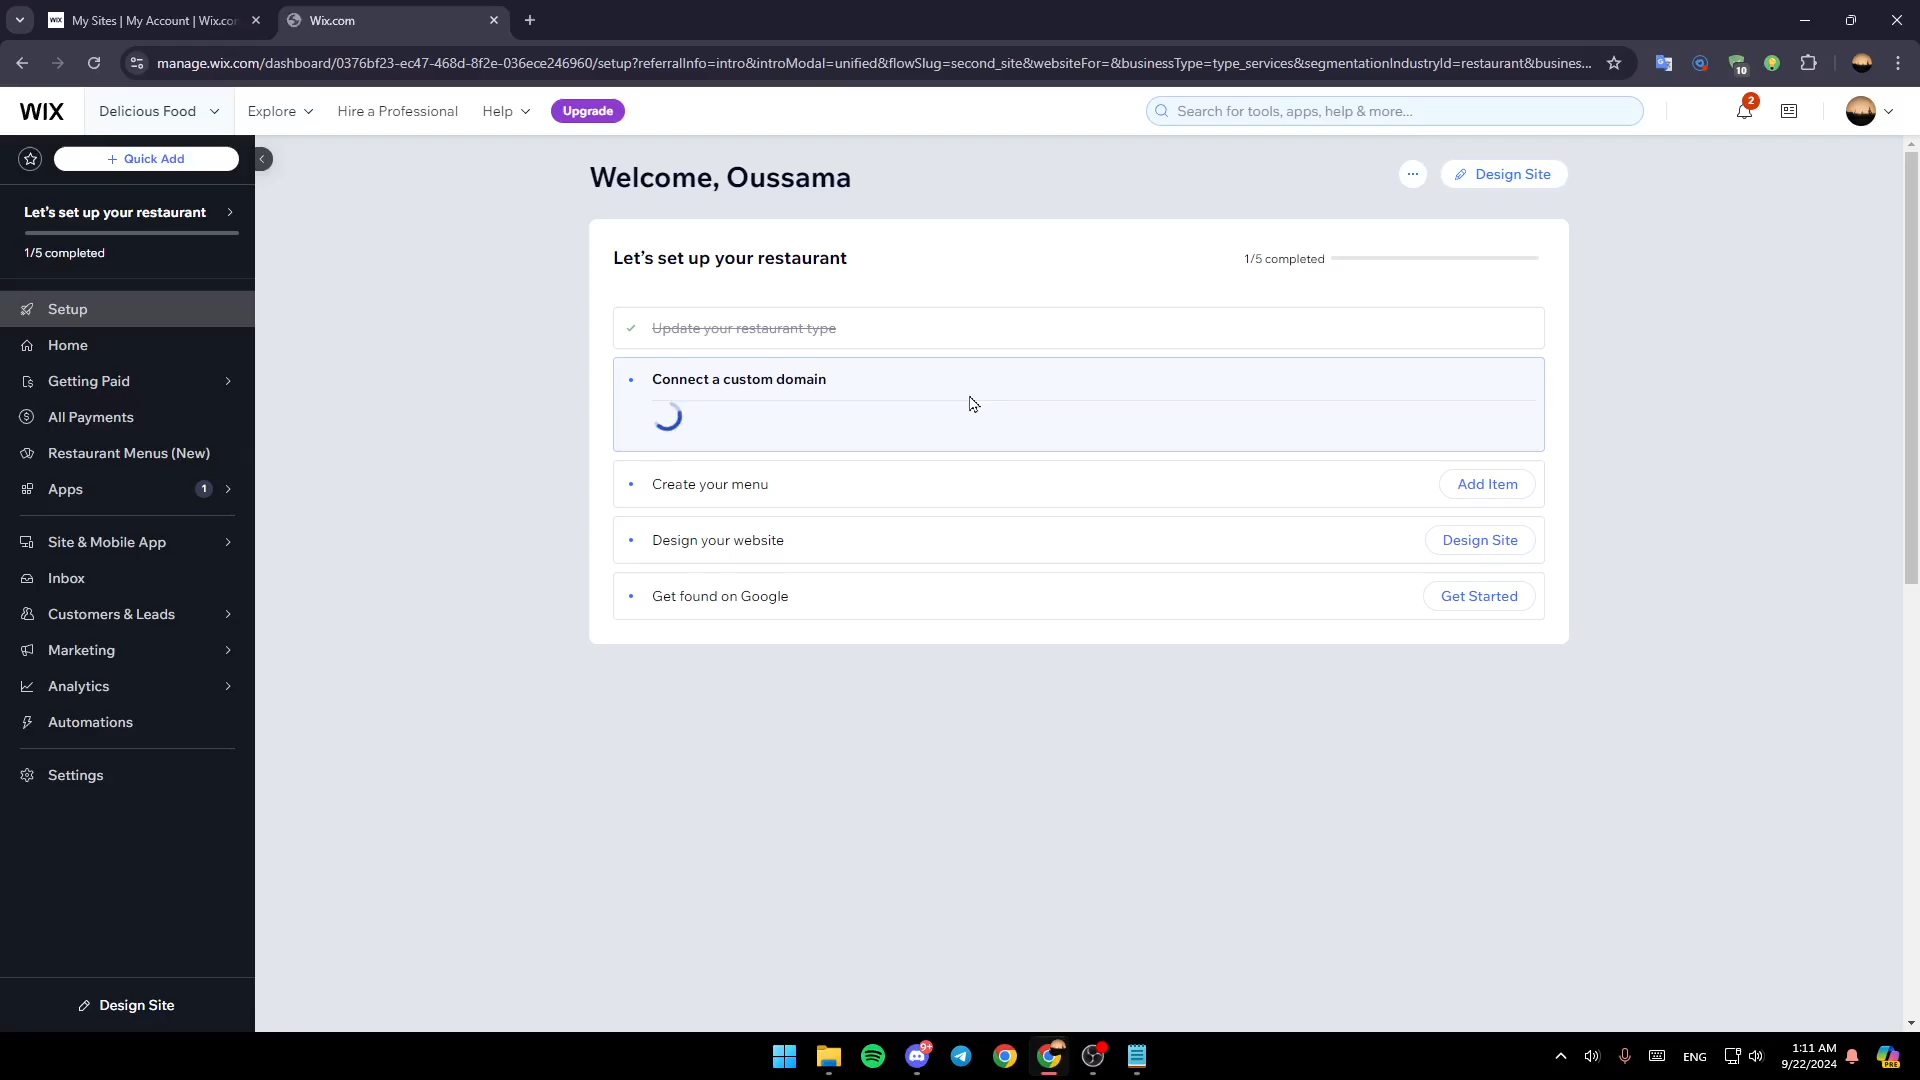 My Sites | My Account | Wix.co
Wix.com
manage.wix.com/dashboard/0376bf23-ec47-468d-8f2e-036ece246960/setup?referralInfo=intro&introModal=unified&flowSlug=second_site&websiteFor=&businessType=type_services&segmentationIndustryId=restaurant&busines...
10
WIX
Delicious Food
Explore
Hire a Professional
Help
Upgrade
Search for tools, apps, help & more...
2
+ Quick Add
Let's set up your restaurant
1/5 completed
Setup
Home
Getting Paid
All Payments
Restaurant Menus (New)
Apps
1
Site & Mobile App
Inbox
Customers & Leads
Marketing
Analytics
Automations
Settings
Design Site
Welcome, Oussama
...
Design Site
Let's set up your restaurant
1/5 completed
Update your restaurant type
Connect a custom domain
Create your menu
Add Item
Design your website
Design Site
Get found on Google
Get Started
9+
ENG
1:11 AM
9/22/2024
PRE